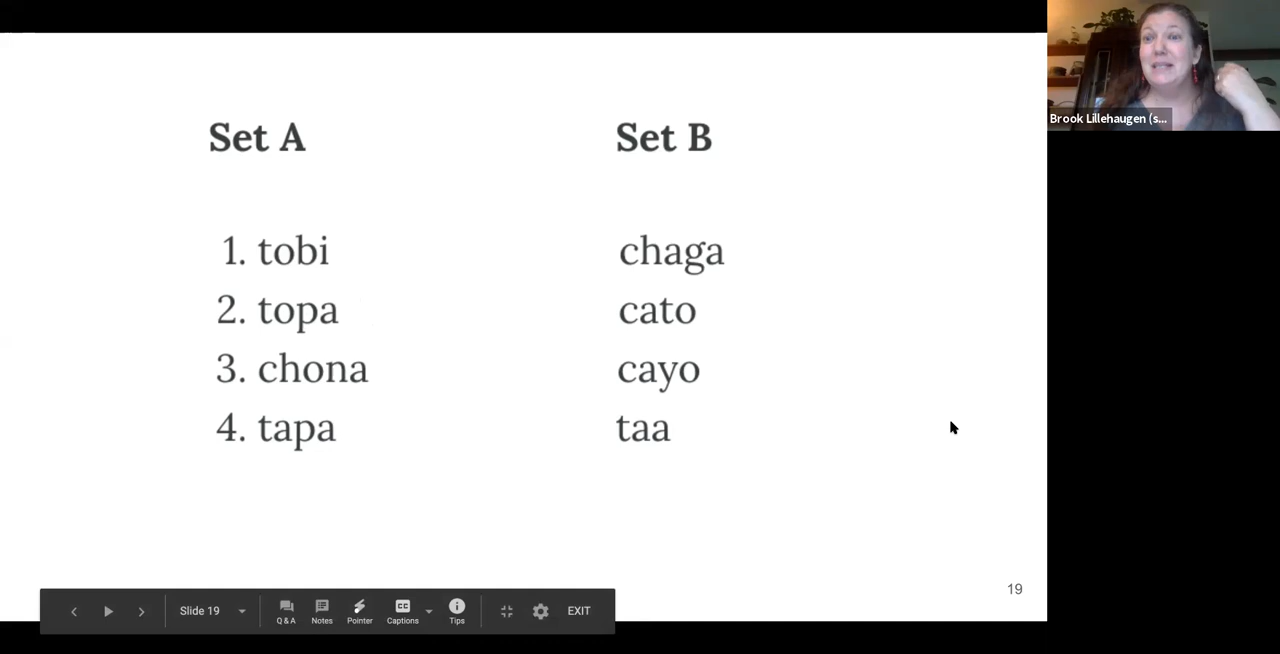 Set A Set B
1. tobi chaga
2. topa cato
3. chona cayo
4. tapa taa
19
Slide 19 Q & A Notes Pointer Captions Tips EXIT
Brook Lillehaugen (s...